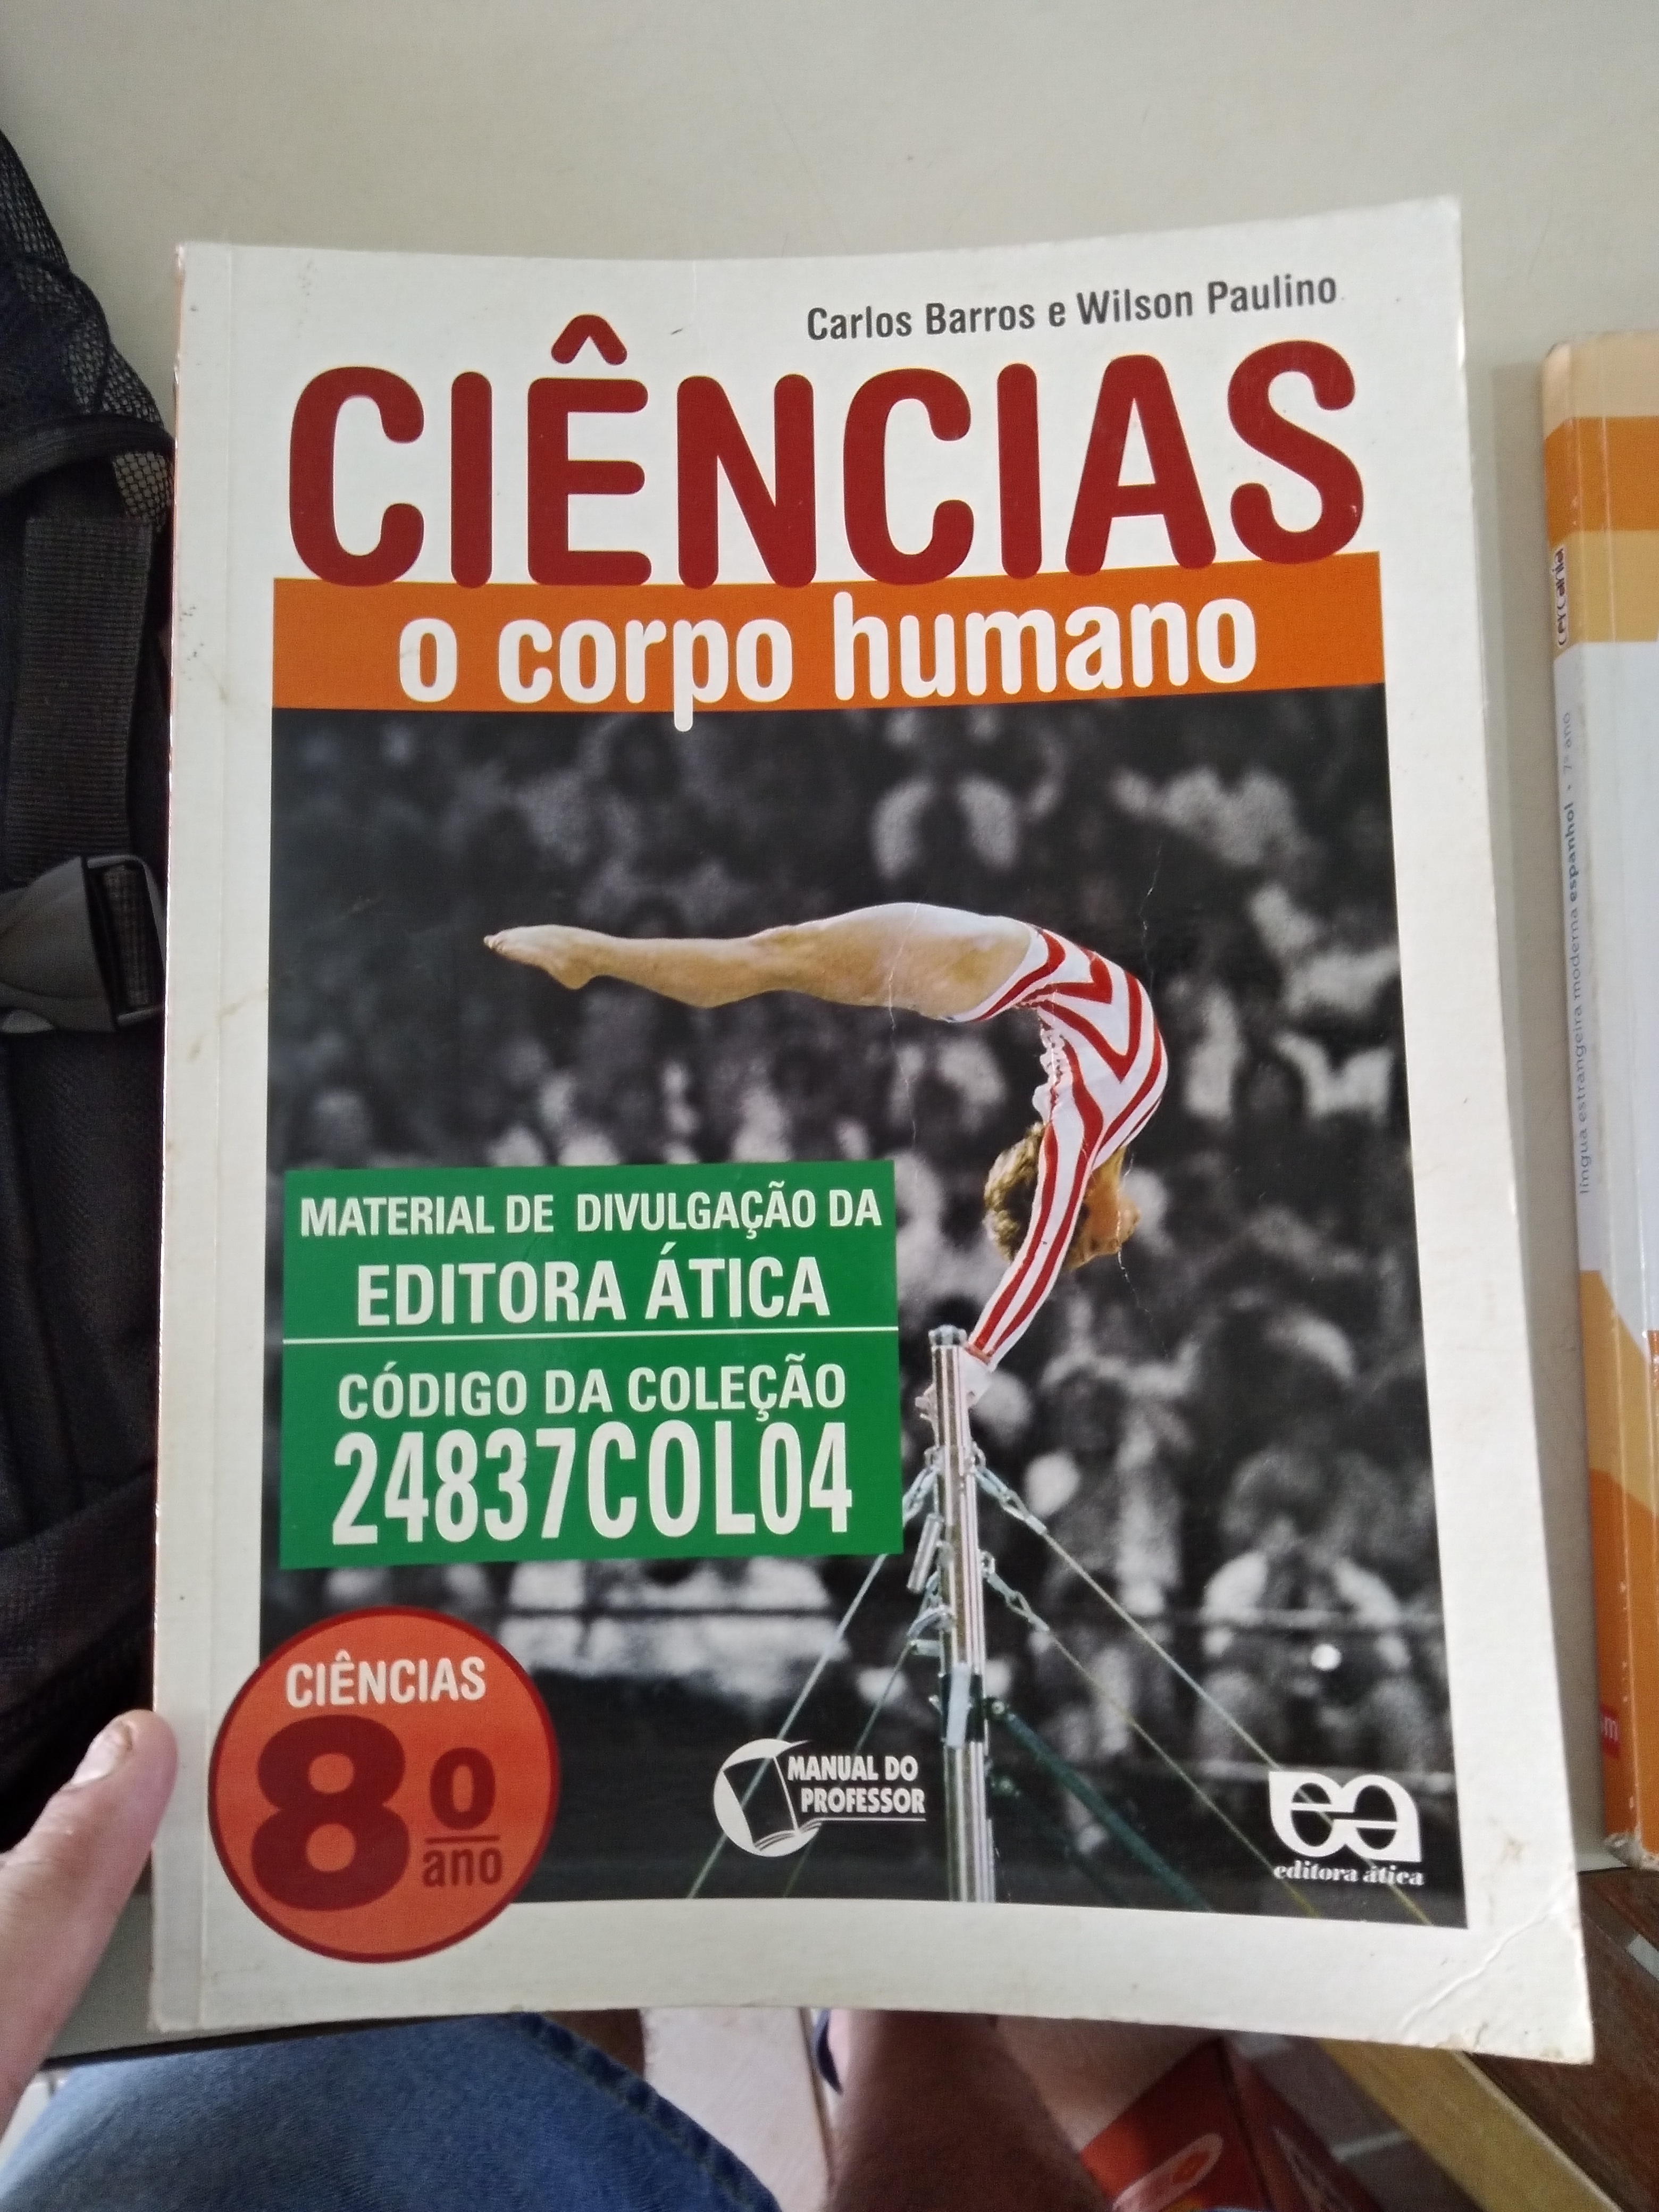 Carlos Barros e Wilson Paulino
CIÊNCIAS
o corpo humano
MATERIAL DE DIVULGAÇÃO DA
EDITORA ÁTICA
CÓDIGO DA COLEÇÃO
24837COL04
CIÊNCIAS
8º
ano
MANUAL DO
PROFESSOR
ea
editora ática
língua estrangeira moderna espanhol • 7º ano